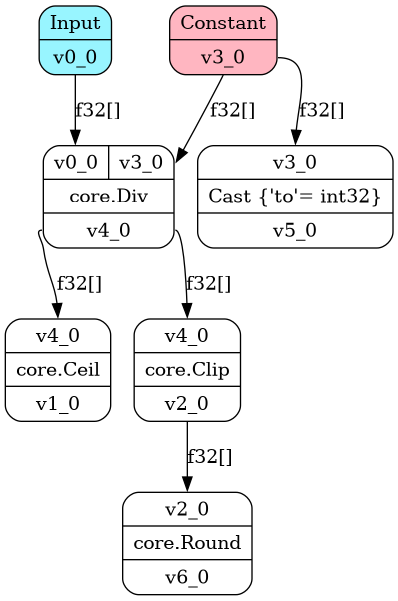 Input
v0_0
Constant
v3_0
f32[]
f32[]
f32[]
v0_0
v3_0
core.Div
v4_0
v3_0
Cast {'to'= int32}
v5_0
f32[]
f32[]
v4_0
core.Ceil
v1_0
v4_0
core.Clip
v2_0
f32[]
v2_0
core.Round
v6_0